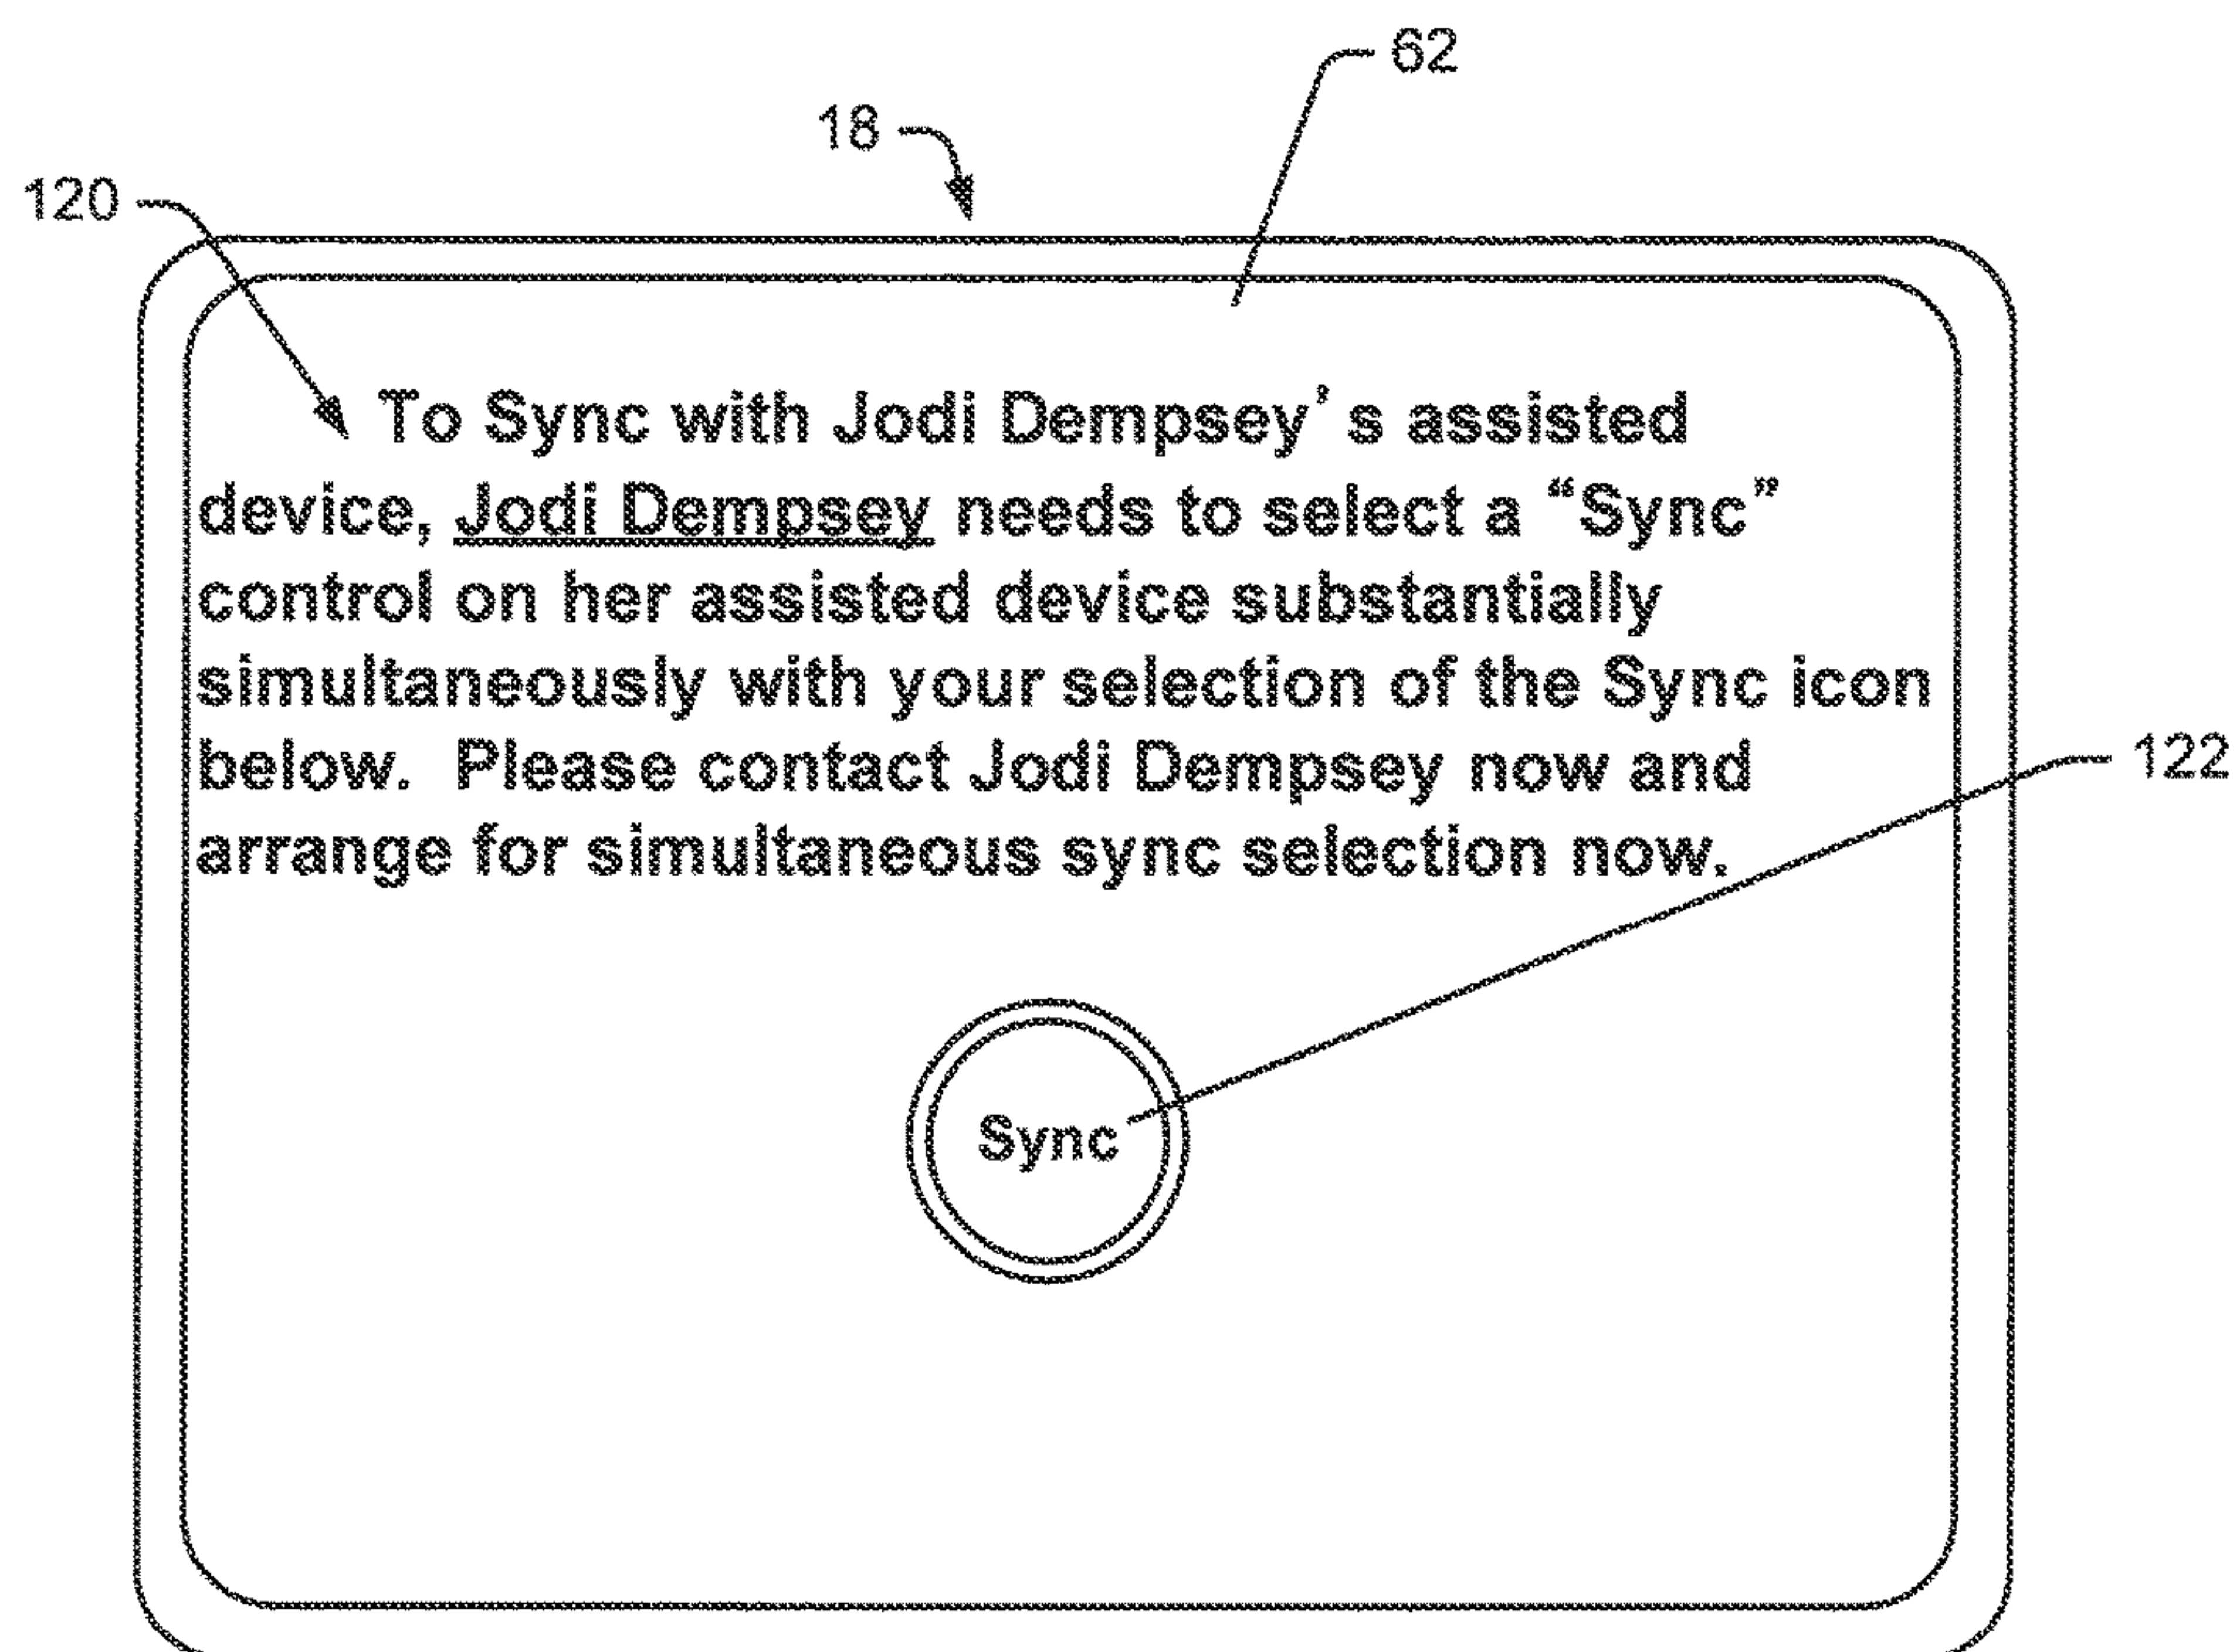 62
18
120
To Sync with Jodi Dempsey's assisted
device, Jodi Dempsey needs to select a “Sync”
control on her assisted device substantially
simultaneously with your selection of the Sync icon
below. Please contact Jodi Dempsey now and
arrange for simultaneous sync selection now.
122
Sync